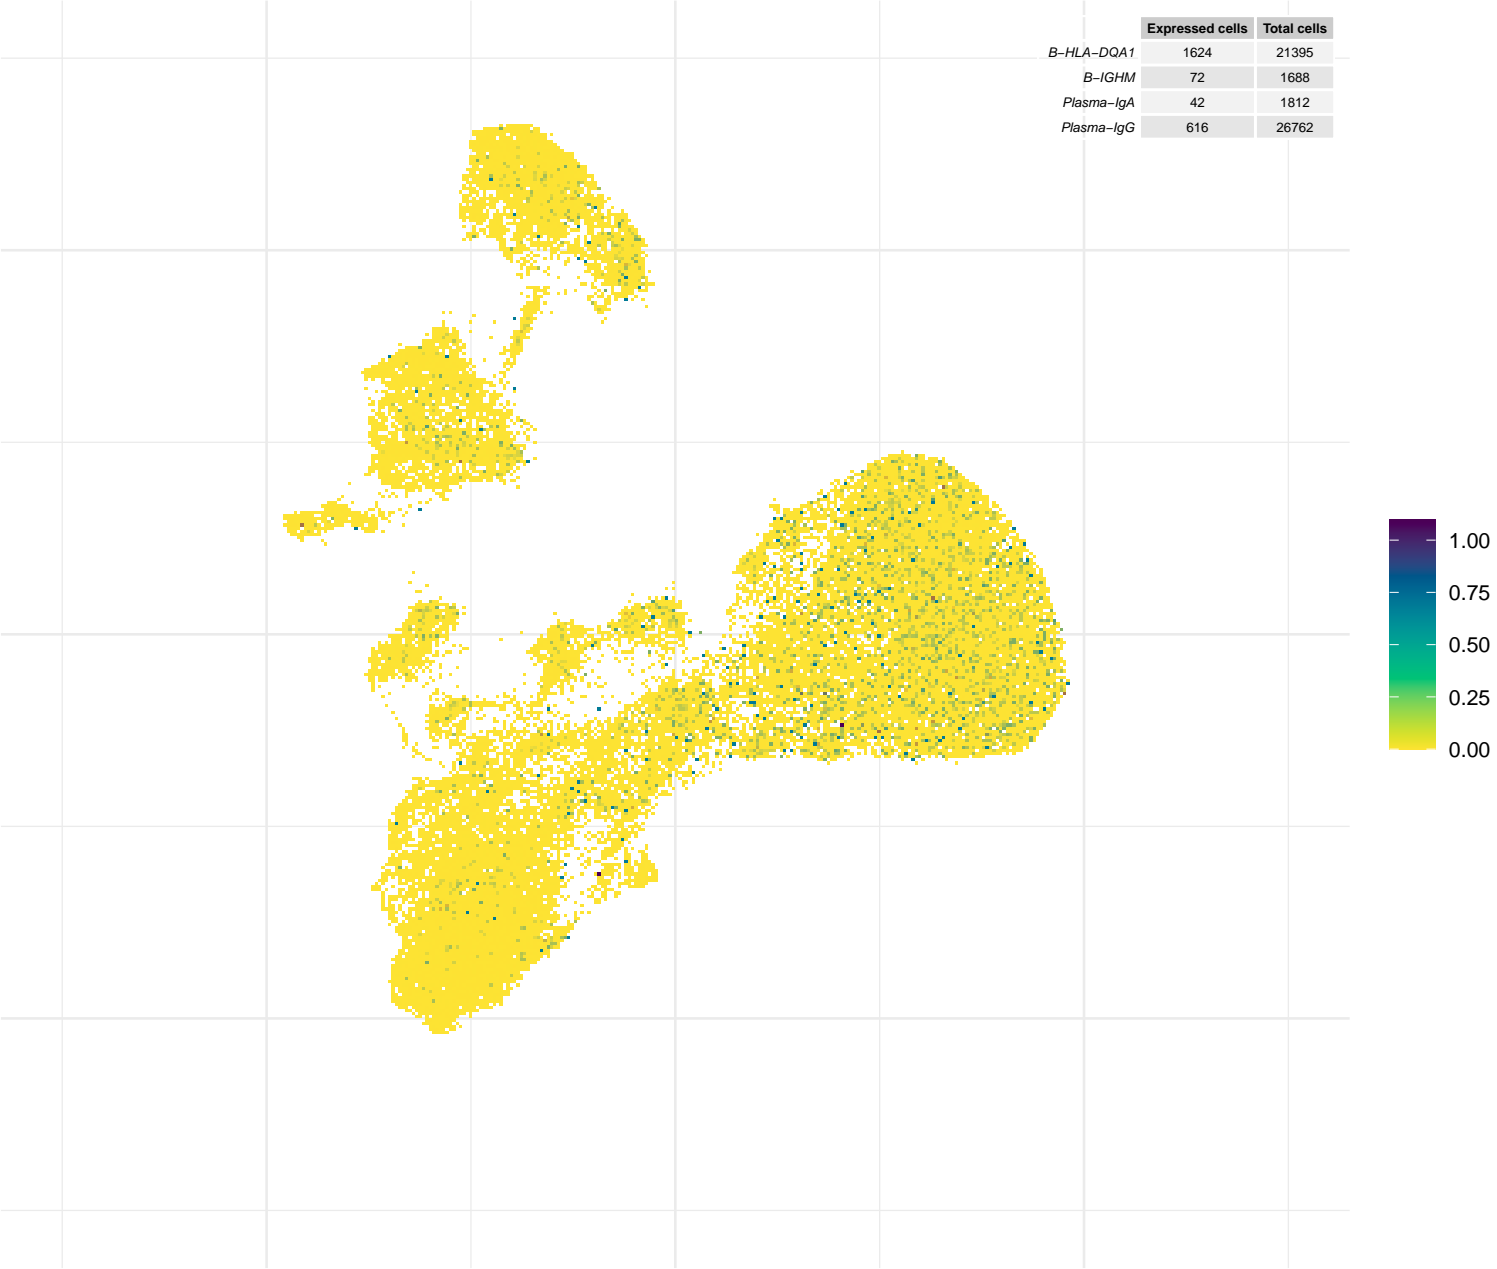 Expressed cells Total cells
B−HLA−DQA1 1624 21395
B−IGHM 72 1688
Plasma−IgA 42 1812
Plasma−IgG 616 26762
1.00
0.75
0.50
0.25
0.00